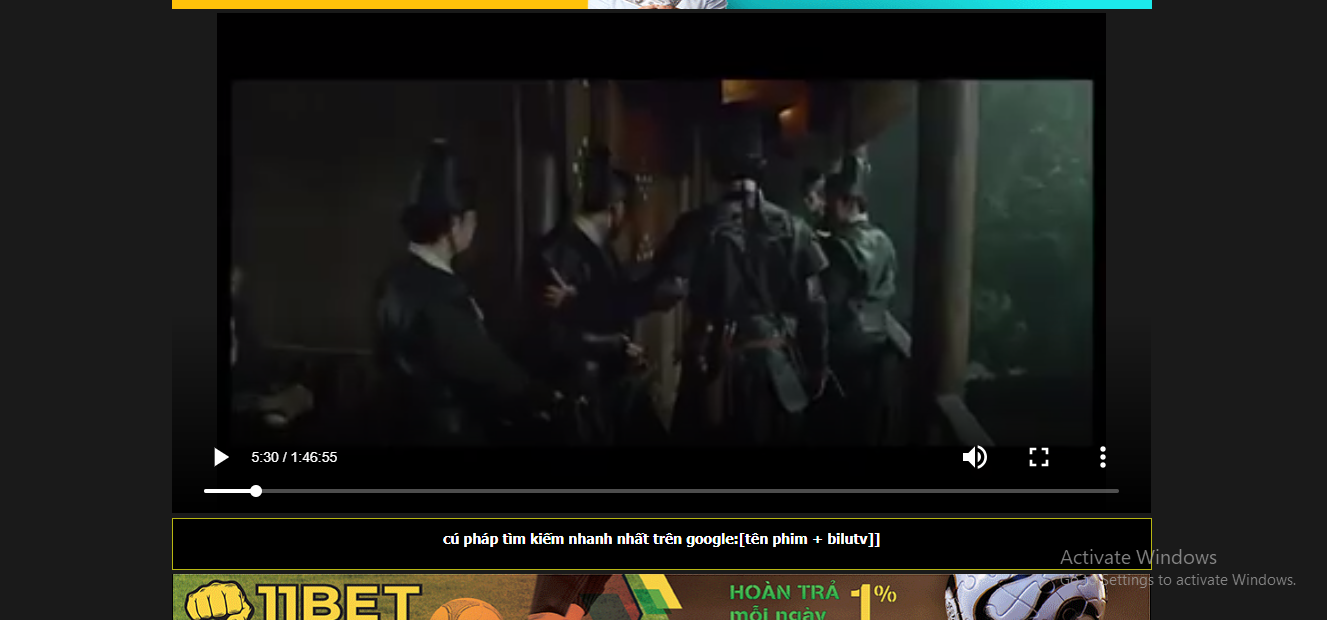 5:30 / 1:46:55
cú pháp tìm kiếm nhanh nhất trên google:[tên phim + bilutv]]
Activate Windows
Go to Settings to activate Windows.
11BET
HOÀN TRẢ
mỗi ngày
1%